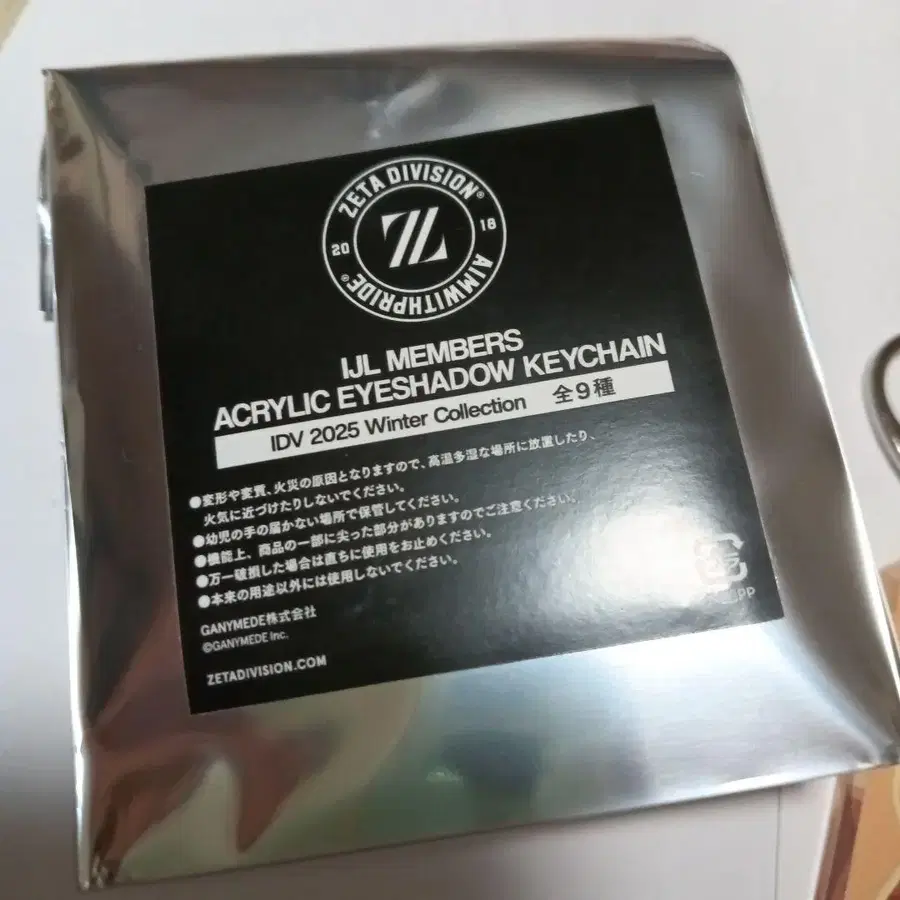 ZETA DIVISION®
20 18
AIMWITHPRIDE®
IJL MEMBERS
ACRYLIC EYESHADOW KEYCHAIN
IDV 2025 Winter Collection 全9種
●変形や変質、火災の原因となりますので、高温多湿な場所に放置したり、
火気に近づけたりしないでください。
●幼児の手の届かない場所で保管してください。
●機能上、商品の一部に尖った部分がありますのでご注意ください。
●万一破損した場合は直ちに使用をお止めください。
●本来の用途以外には使用しないでください。
GANYMEDE株式会社
©GANYMEDE Inc.
ZETADIVISION.COM
プラ
PP